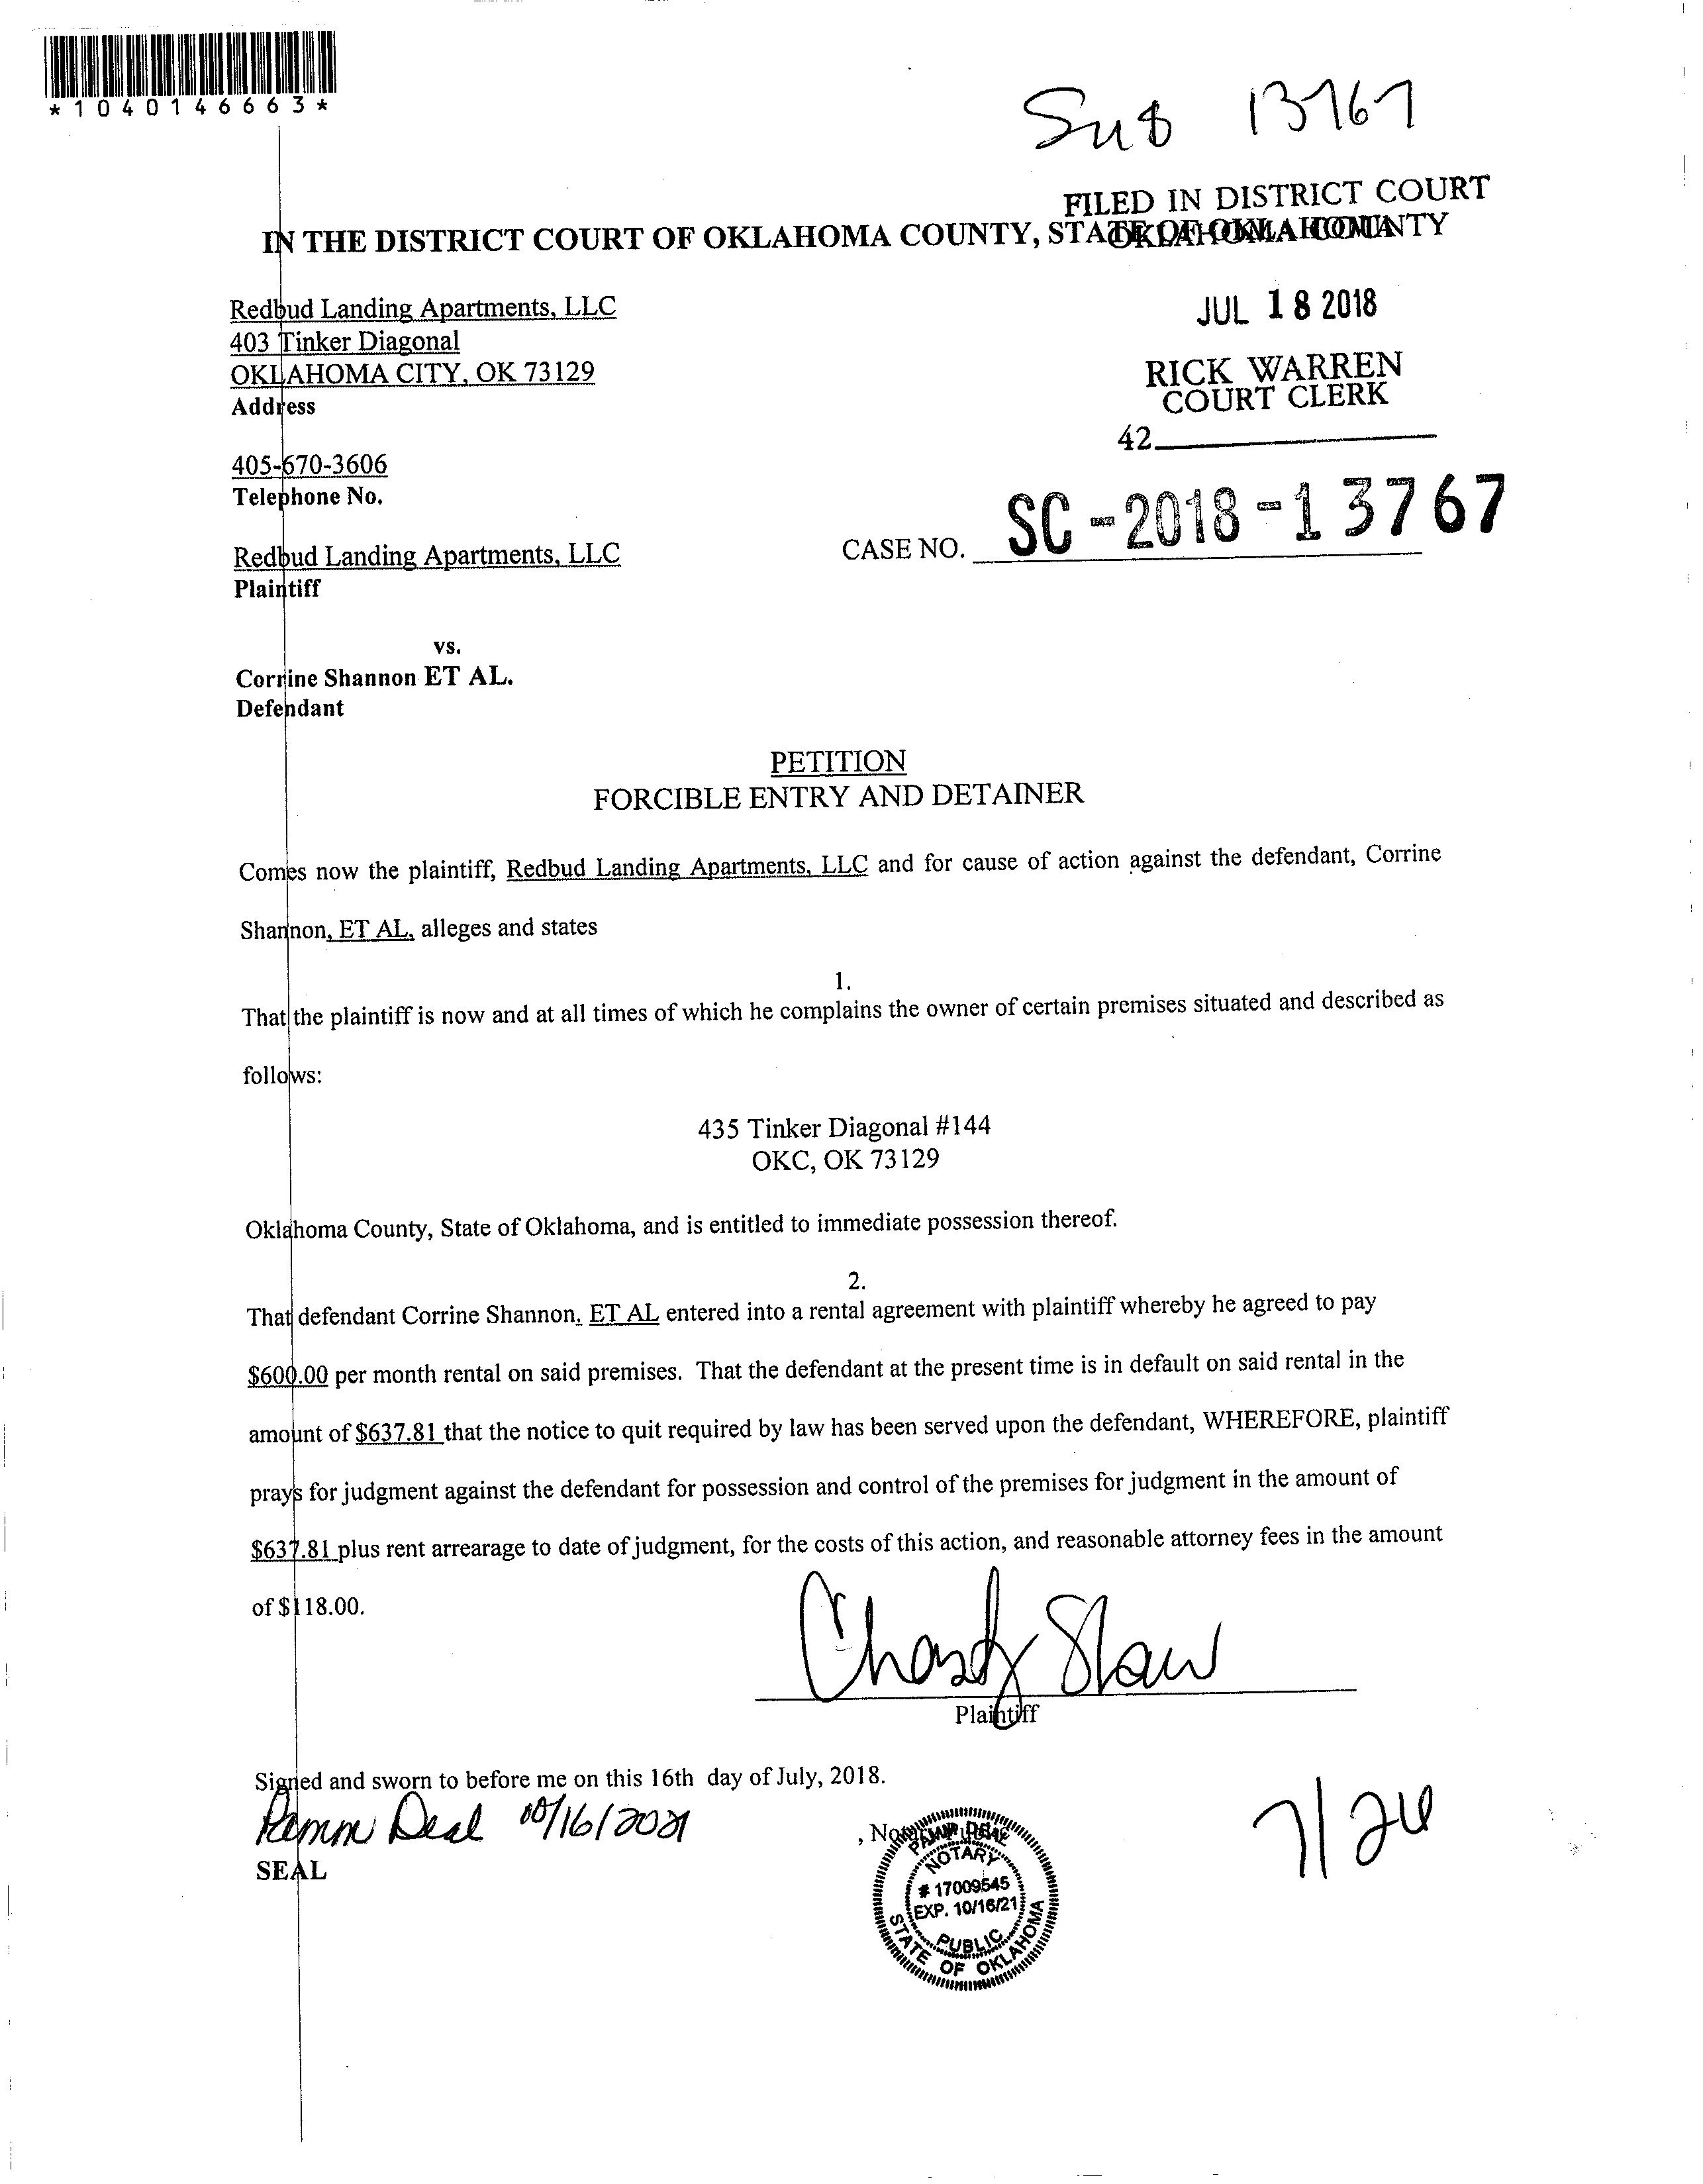 *1040146663*
13767
FILED IN DISTRICT COURT
OKLAHOMA COUNTY
IN THE DISTRICT COURT OF OKLAHOMA COUNTY, STATE OF OKLAHOMA
Redbud Landing Apartments, LLC
403 Tinker Diagonal
OKLAHOMA CITY, OK 73129
Address
JUL 18 2018
RICK WARREN
COURT CLERK
42
405-670-3606
Telephone No.
CASE NO. SC-2018-13767
Redbud Landing Apartments, LLC
Plaintiff
vs.
Corrine Shannon ET AL.
Defendant
PETITION
FORCIBLE ENTRY AND DETAINER
Comes now the plaintiff, Redbud Landing Apartments, LLC and for cause of action against the defendant, Corrine
Shannon, ET AL, alleges and states
1.
That the plaintiff is now and at all times of which he complains the owner of certain premises situated and described as
follows:
435 Tinker Diagonal #144
OKC, OK 73129
Oklahoma County, State of Oklahoma, and is entitled to immediate possession thereof.
2.
That defendant Corrine Shannon, ET AL entered into a rental agreement with plaintiff whereby he agreed to pay
$600.00 per month rental on said premises. That the defendant at the present time is in default on said rental in the
amount of $637.81 that the notice to quit required by law has been served upon the defendant, WHEREFORE, plaintiff
prays for judgment against the defendant for possession and control of the premises for judgment in the amount of
$637.81 plus rent arrearage to date of judgment, for the costs of this action, and reasonable attorney fees in the amount
of $118.00.
Plaintiff
Signed and sworn to before me on this 16th day of July, 2018.
Deal 10/16/2021
, Notary Public
SEAL
NOTARY
# 17009545
EXP. 10/16/21
PUBLIC
STATE OF OKLAHOMA